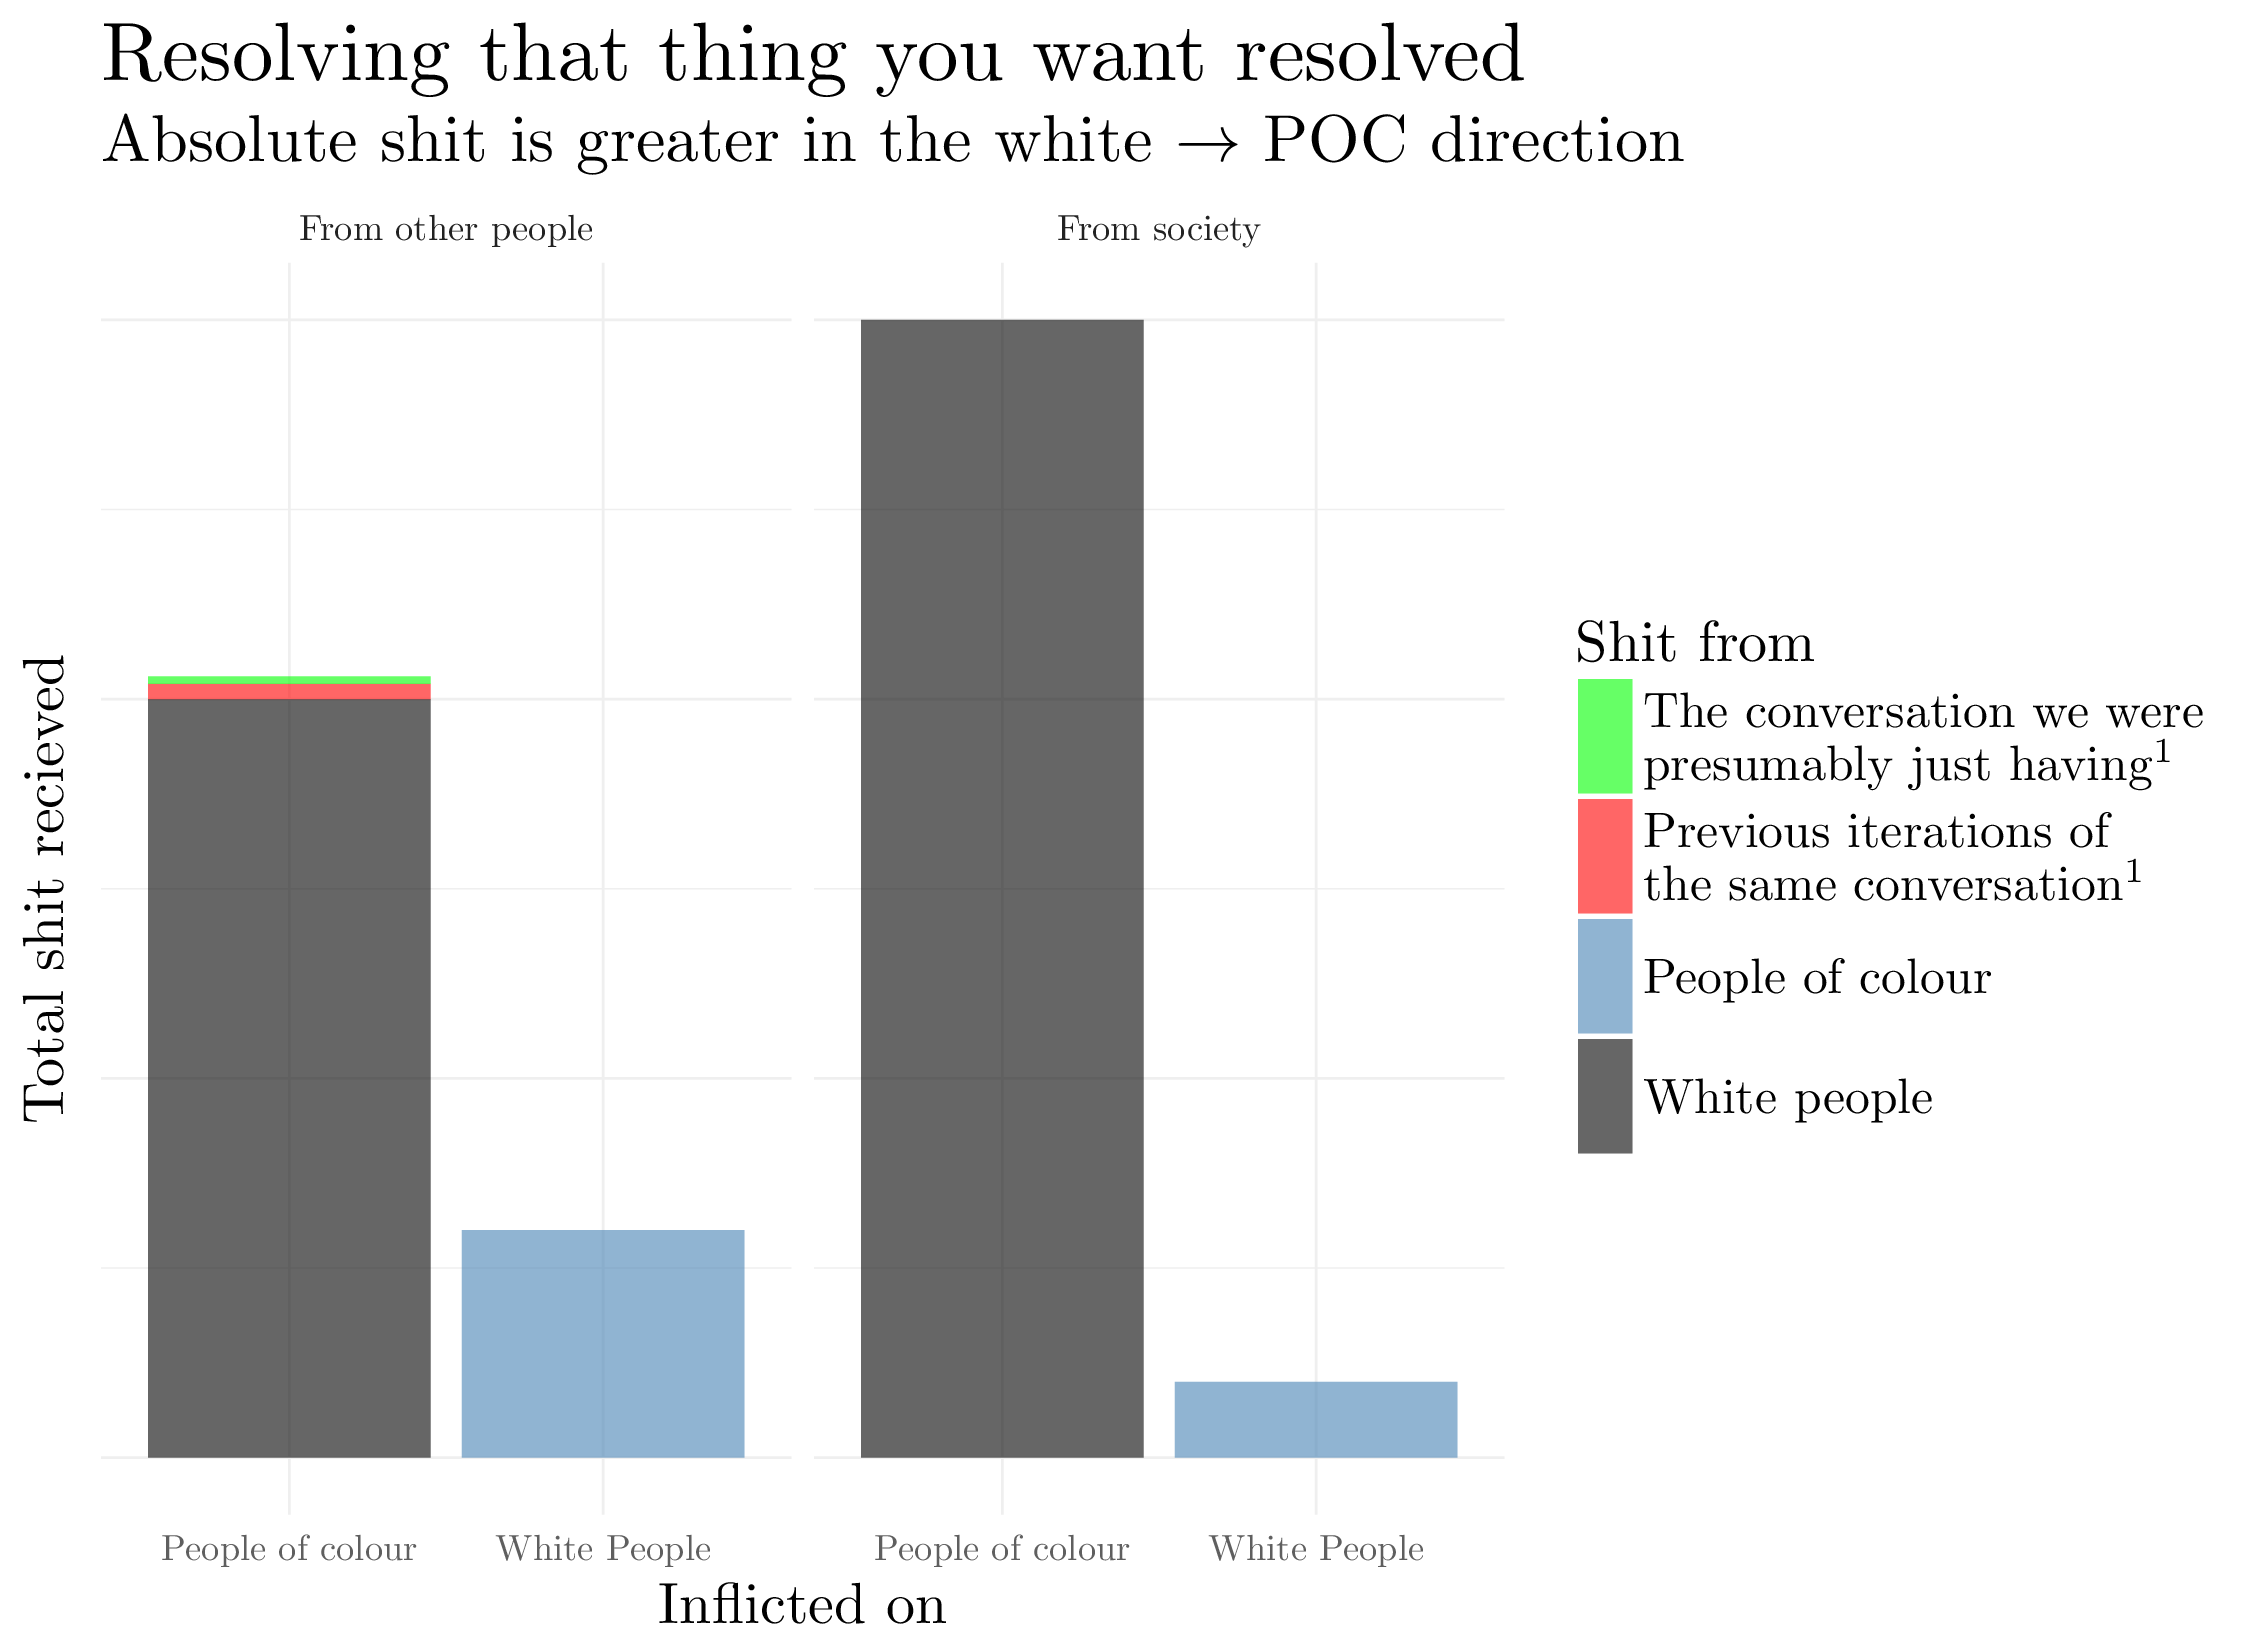 Resolving that thing you want resolved
Absolute shit is greater in the white → POC direction
From other people
From society
Total shit recieved
People of colour
White People
People of colour
White People
Inflicted on
Shit from
The conversation we were
presumably just having¹
Previous iterations of
the same conversation¹
People of colour
White people